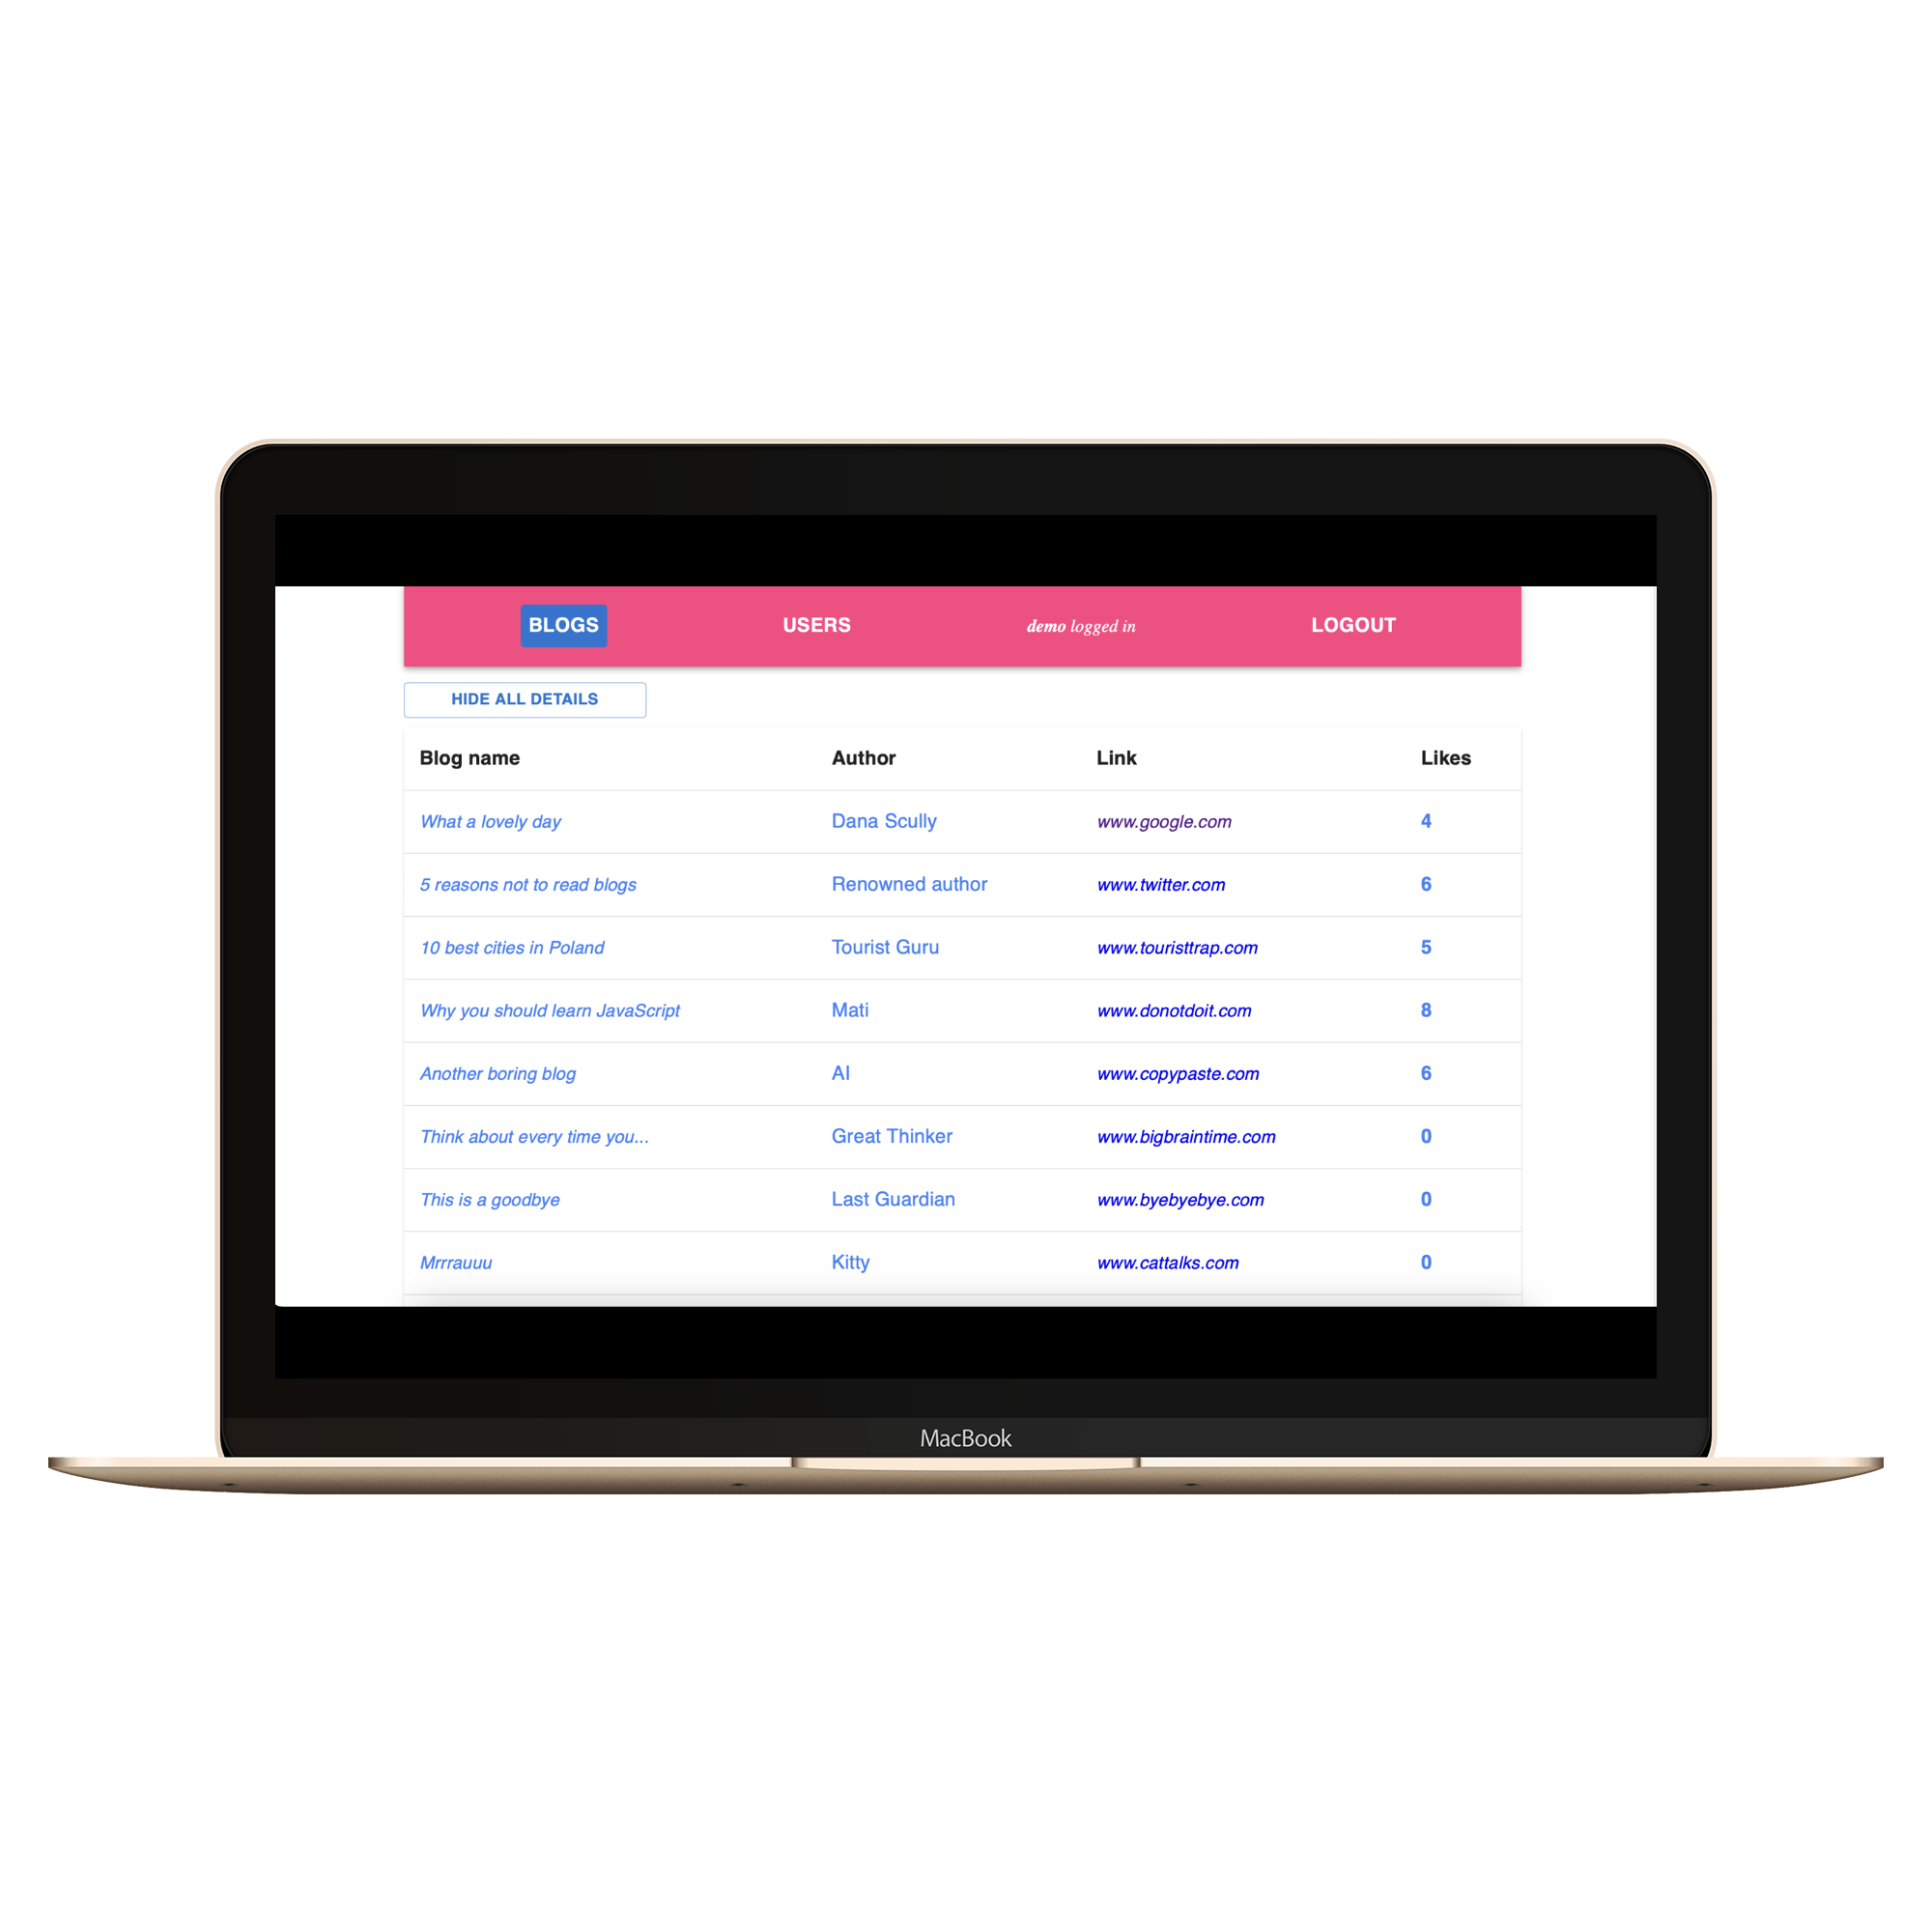 BLOGS USERS demo logged in LOGOUT
HIDE ALL DETAILS
Blog name Author Link Likes
What a lovely day Dana Scully www.google.com 4
5 reasons not to read blogs Renowned author www.twitter.com 6
10 best cities in Poland Tourist Guru www.touristtrap.com 5
Why you should learn JavaScript Mati www.donotdoit.com 8
Another boring blog AI www.copypaste.com 6
Think about every time you... Great Thinker www.bigbraintime.com 0
This is a goodbye Last Guardian www.byebyebye.com 0
Mrrrauuu Kitty www.cattalks.com 0
MacBook